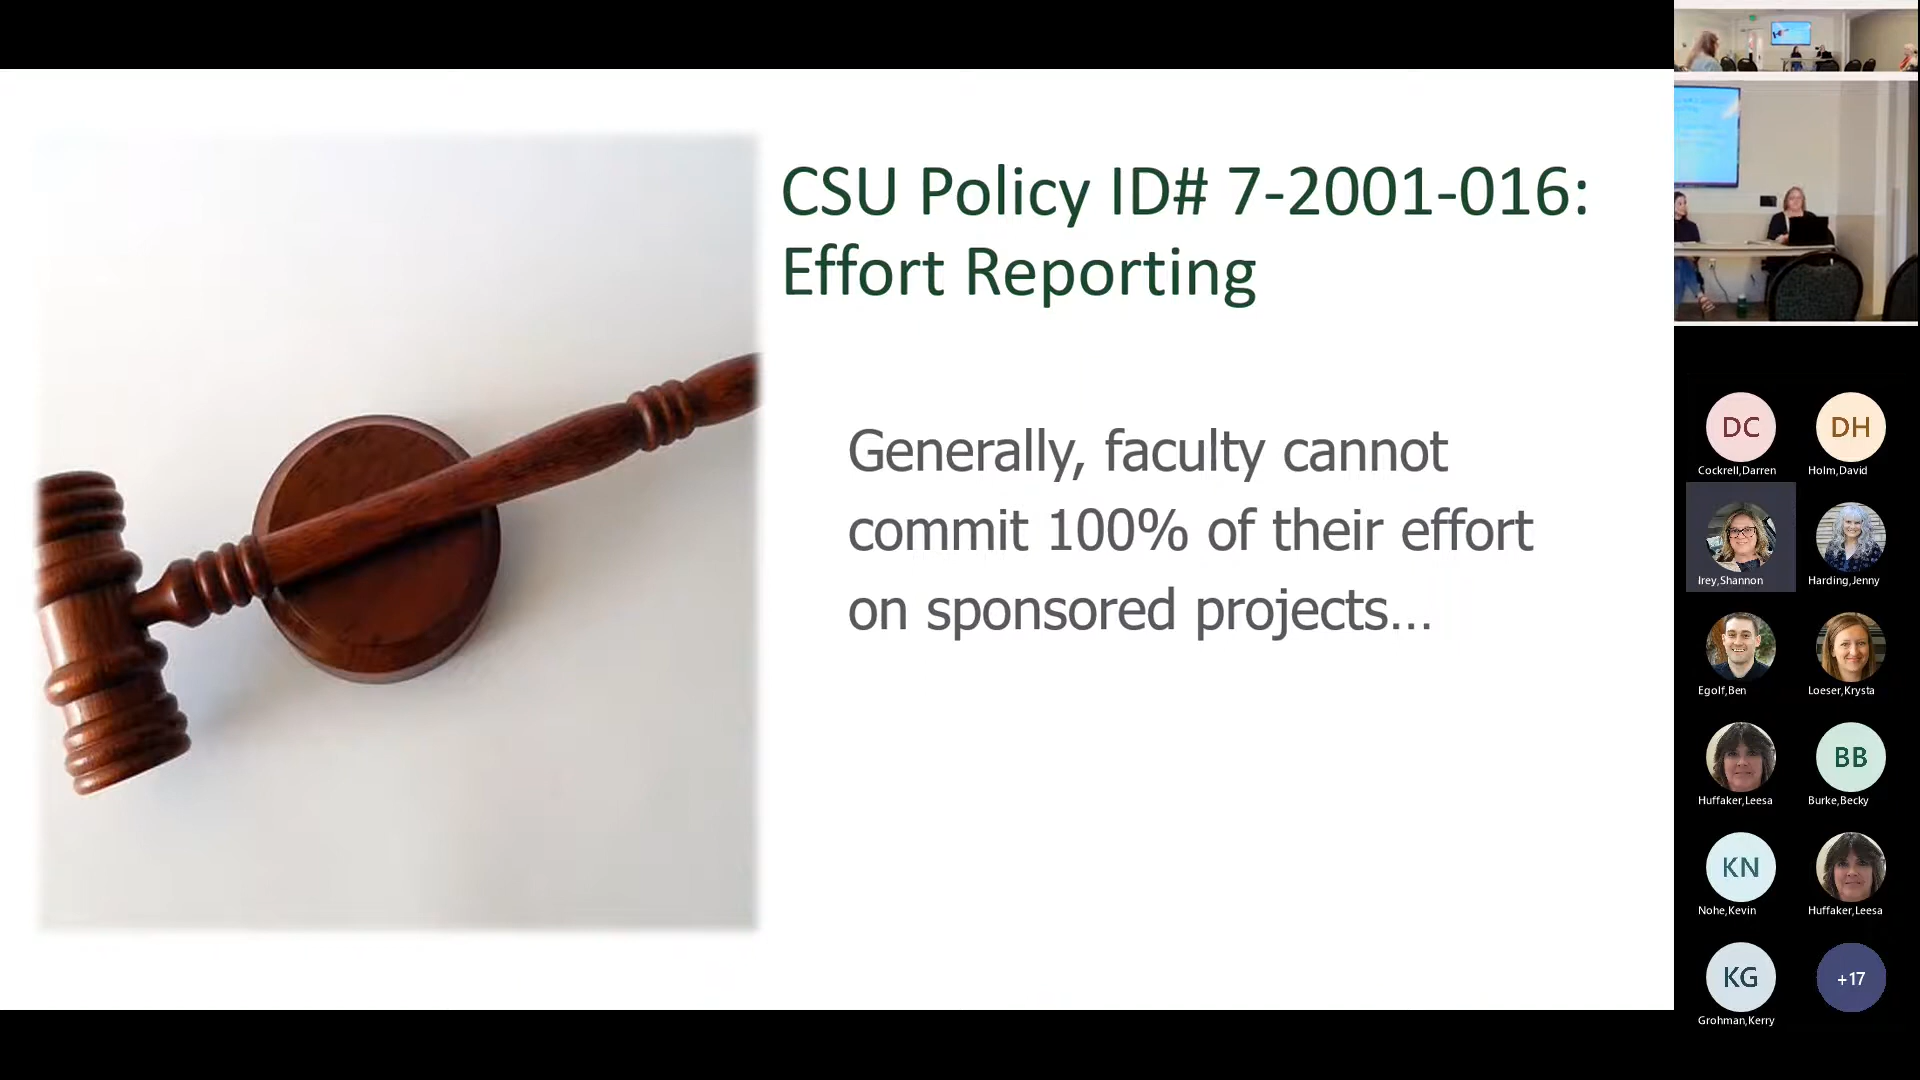 CSU Policy ID# 7-2001-016:
Effort Reporting
Generally, faculty cannot
commit 100% of their effort
on sponsored projects...
DC
DH
Cockrell,Darren
Holm,David
Irey,Shannon
Harding,Jenny
Egolf,Ben
Loeser,Krysta
BB
Huffaker,Leesa
Burke,Becky
KN
Nohe,Kevin
Huffaker,Leesa
KG
+17
Grohman,Kerry